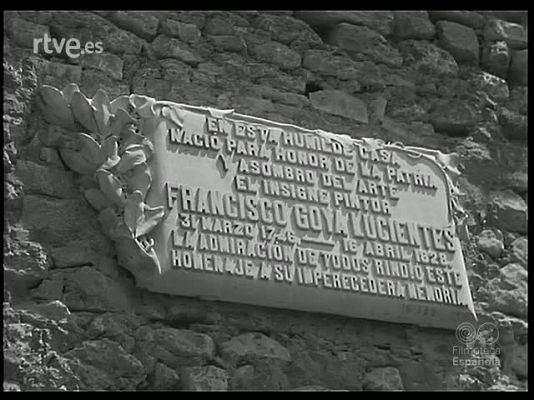 rtve.es
EN ESTA HUMILDE CASA
NACIÓ PARA HONOR DE LA PATRIA
Y ASOMBRO DEL ARTE
EL INSIGNE PINTOR
FRANCISCO GOYA LUCIENTES
31 MARZO 1746 — 16 ABRIL 1828
LA ADMIRACIÓN DE TODOS RINDIÓ ESTE
HOMENAJE A SU IMPERECEDERA MEMORIA
Filmoteca
Española